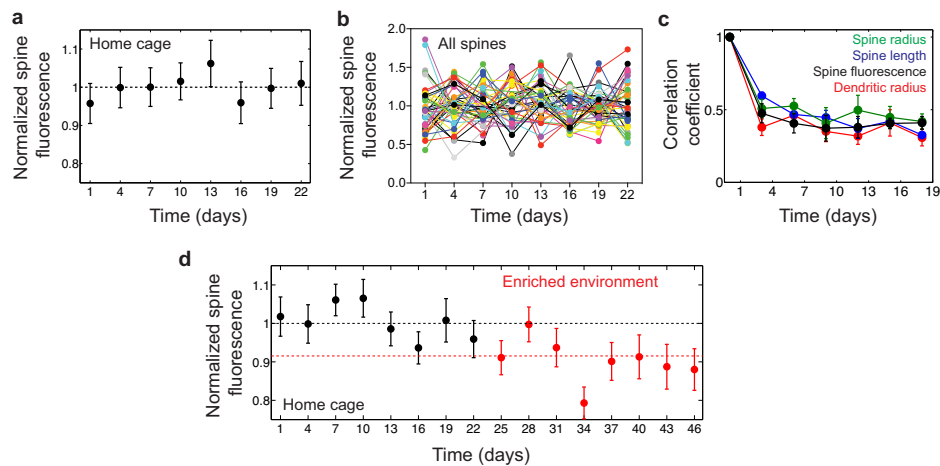 a
Home cage
Normalized spine
fluorescence
1.1
1
0.9
0.8
1 4 7 10 13 16 19 22
Time (days)
b
All spines
Normalized spine
fluorescence
2.0
1.5
1.0
0.5
0.0
1 4 7 10 13 16 19 22
Time (days)
c
Spine radius
Spine length
Spine fluorescence
Dendritic radius
Correlation
coefficient
1
0.5
0
1 4 7 10 13 16 19
Time (days)
d
Enriched environment
Home cage
Normalized spine
fluorescence
1.1
1
0.9
0.8
1 4 7 10 13 16 19 22 25 28 31 34 37 40 43 46
Time (days)